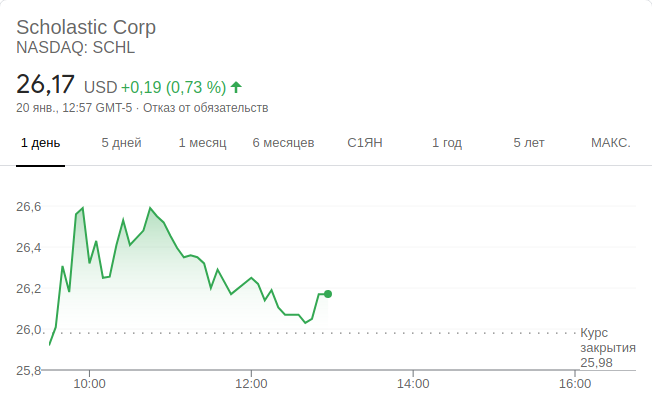 Scholastic Corp
NASDAQ: SCHL
26,17 USD +0,19 (0,73 %)
20 янв., 12:57 GMT-5 · Отказ от обязательств
1 день 5 дней 1 месяц 6 месяцев С1ЯН 1 год 5 лет МАКС.
26,6
26,4
26,2
26,0
25,8
Курс
закрытия
25,98
10:00 12:00 14:00 16:00